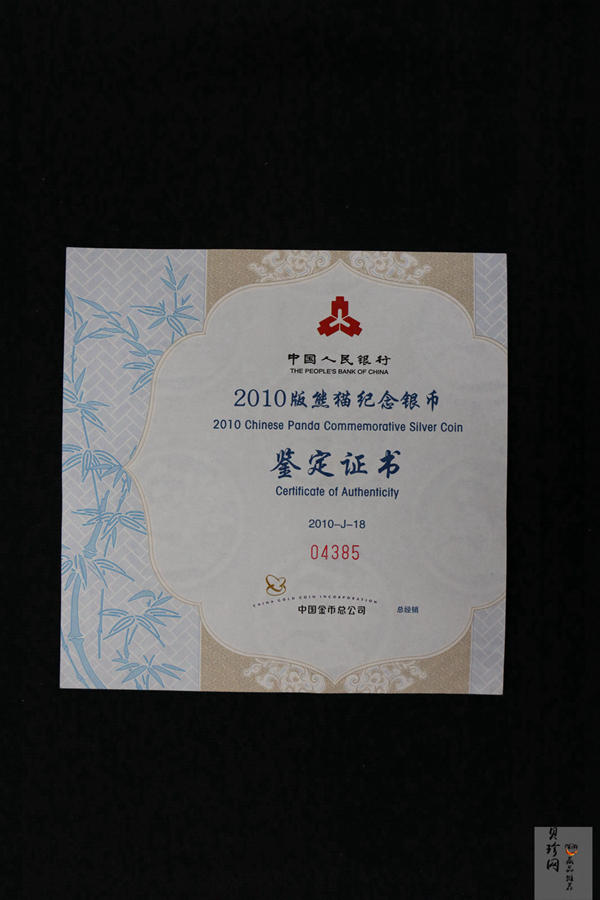 中国人民银行
THE PEOPLE'S BANK OF CHINA
2010版熊猫纪念银币
2010 Chinese Panda Commemorative Silver Coin
鉴定证书
Certificate of Authenticity
2010-J-18
04385
CHINA GOLD COIN INCORPORATION
中国金币总公司 总经销
贝珍网